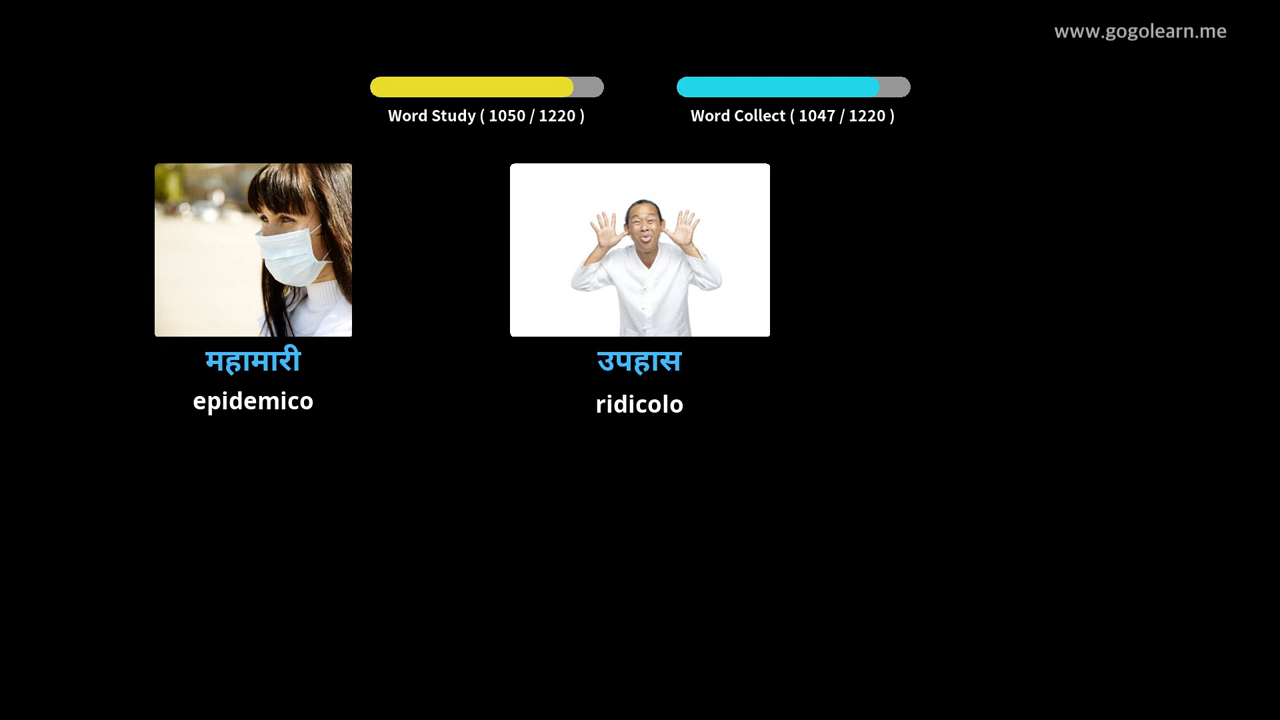 www.gogolearn.me
Word Study ( 1050 / 1220 )
Word Collect ( 1047 / 1220 )
महामारी
epidemico
उपहास
ridicolo